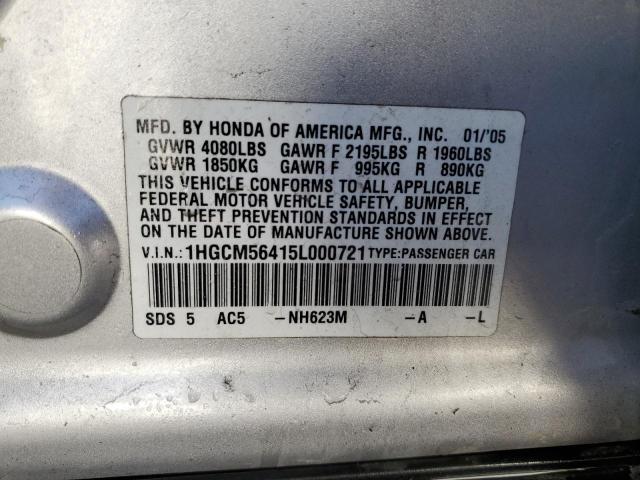 MFD. BY HONDA OF AMERICA MFG., INC. 01/'05
GVWR 4080LBS GAWR F 2195LBS R 1960LBS
GVWR 1850KG GAWR F 995KG R 890KG
THIS VEHICLE CONFORMS TO ALL APPLICABLE
FEDERAL MOTOR VEHICLE SAFETY, BUMPER,
AND THEFT PREVENTION STANDARDS IN EFFECT
ON THE DATE OF MANUFACTURE SHOWN ABOVE.
V.I.N.: 1HGCM56415L000721 TYPE:PASSENGER CAR
SDS 5 AC5 -NH623M -A -L